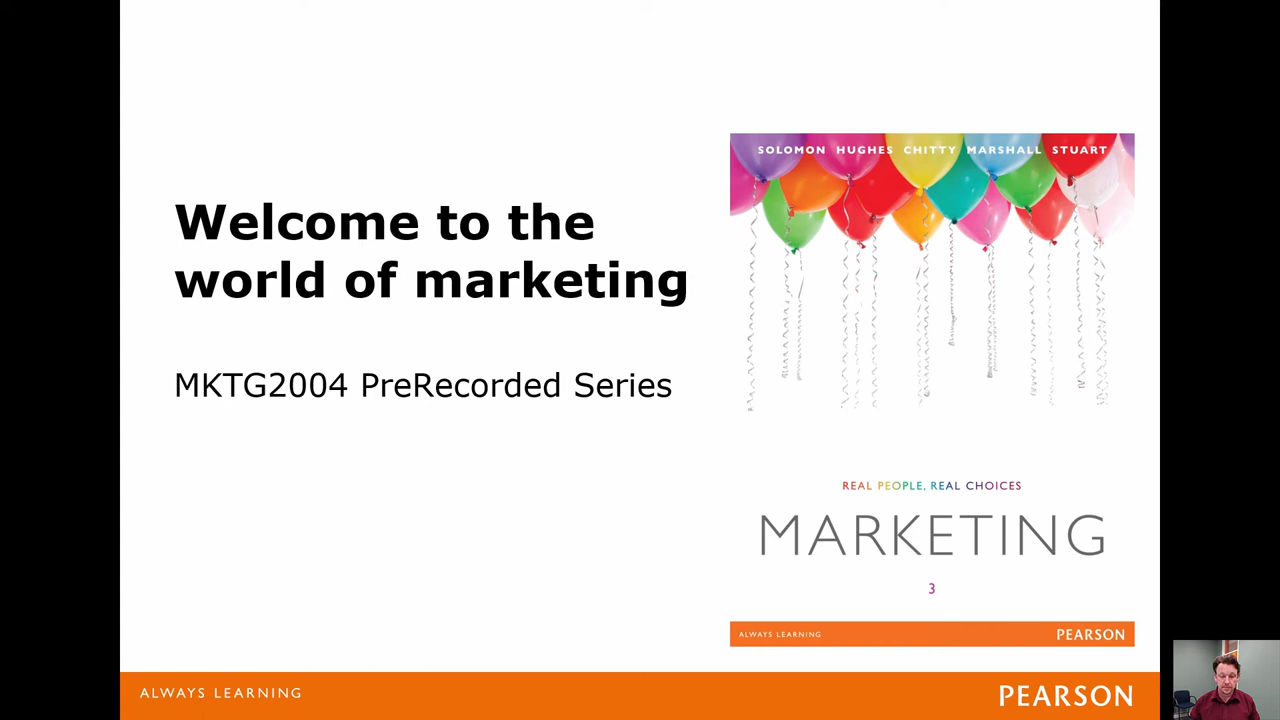 Welcome to the
world of marketing
MKTG2004 PreRecorded Series
SOLOMON HUGHES CHITTY MARSHALL STUART
REAL PEOPLE, REAL CHOICES
MARKETING
3
ALWAYS LEARNING
PEARSON
ALWAYS LEARNING
PEARSON